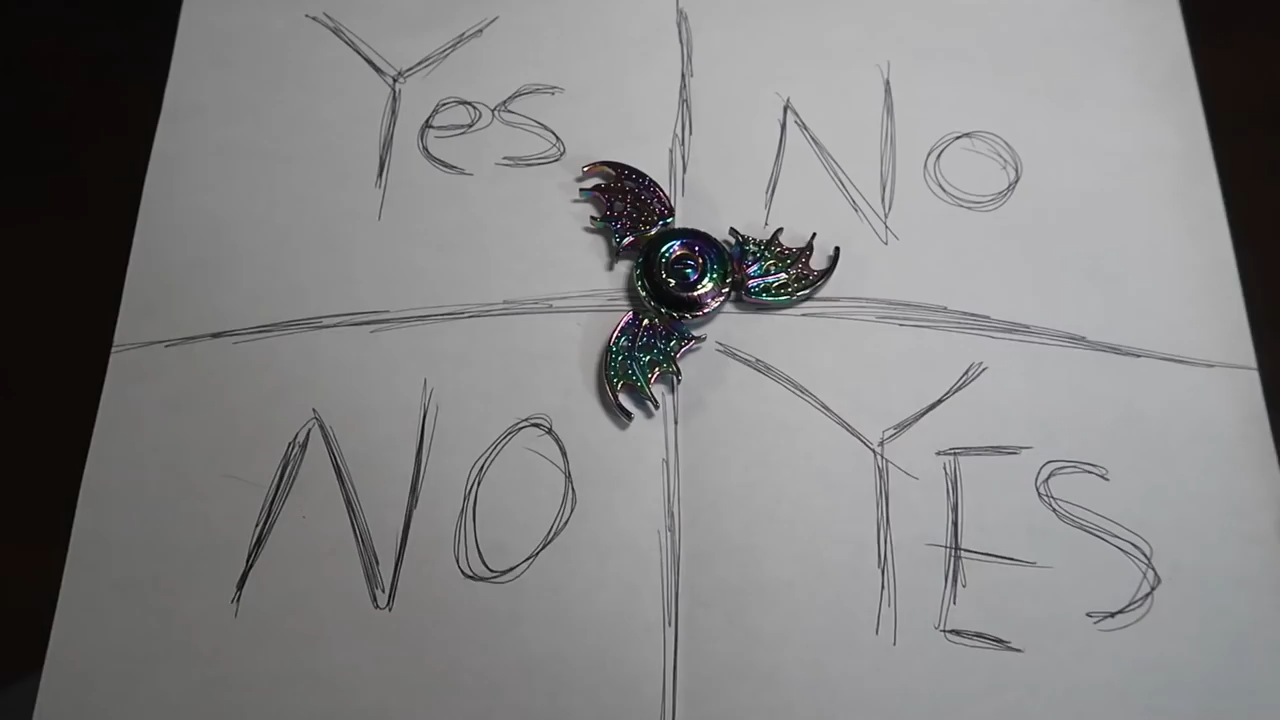 Yes No
NO YES